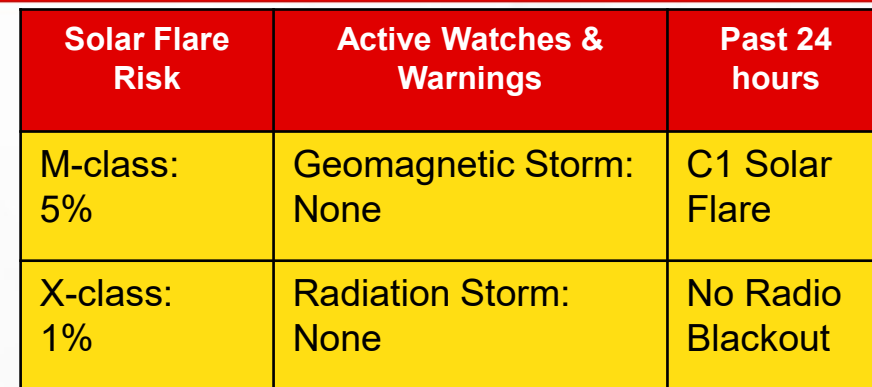 Solar Flare
Risk
Active Watches &
Warnings
Past 24
hours
M-class:
5%
Geomagnetic Storm:
None
C1 Solar
Flare
X-class:
1%
Radiation Storm:
None
No Radio
Blackout